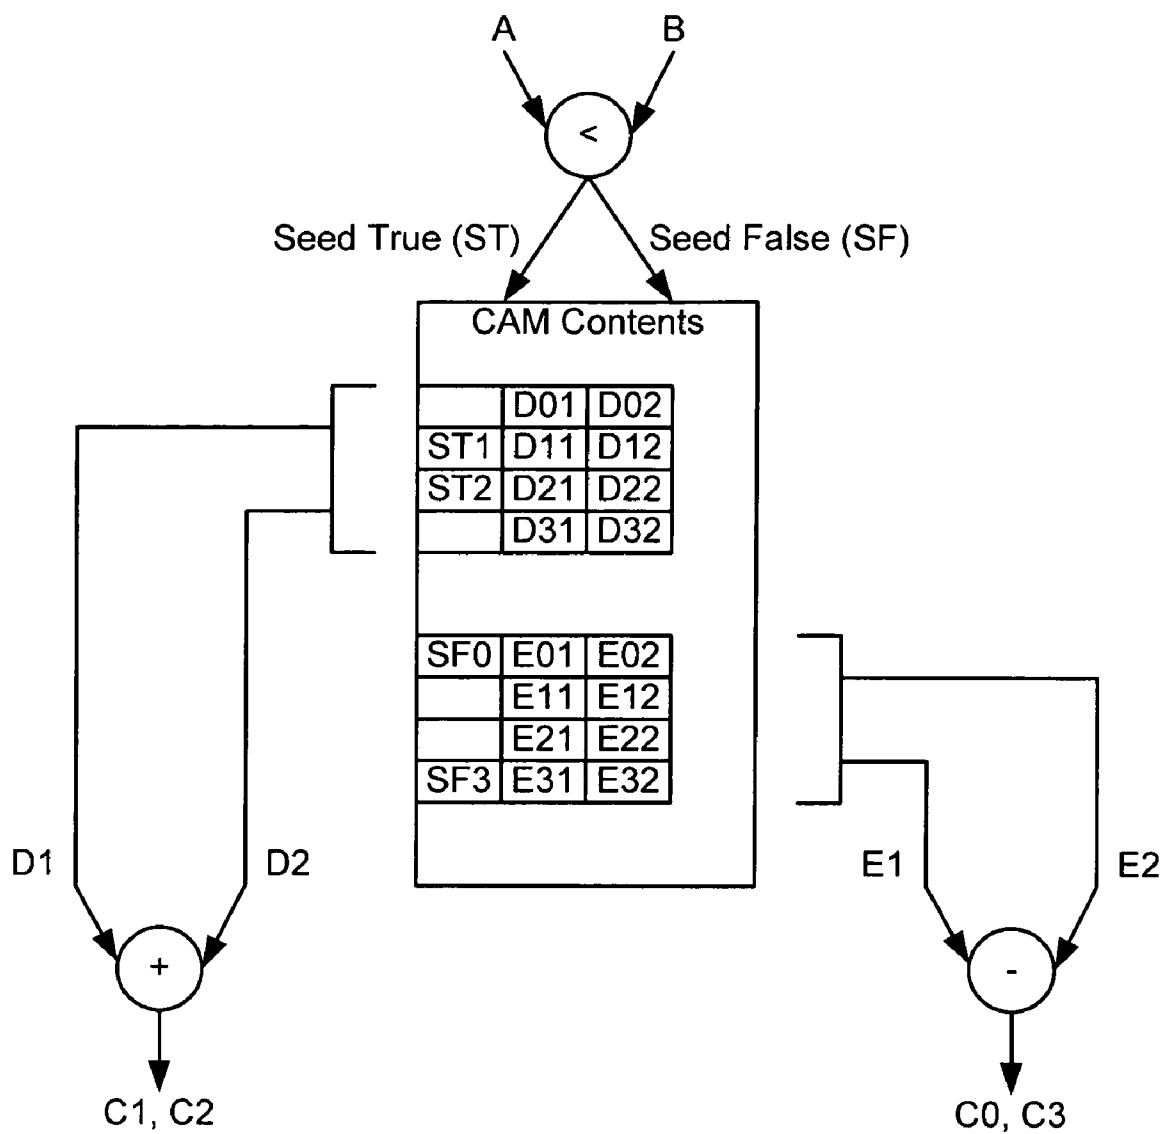 A B
<
Seed True (ST) Seed False (SF)
CAM Contents
D01 D02
ST1 D11 D12
ST2 D21 D22
D31 D32
SF0 E01 E02
E11 E12
E21 E22
SF3 E31 E32
D1 D2 E1 E2
+ -
C1, C2 C0, C3